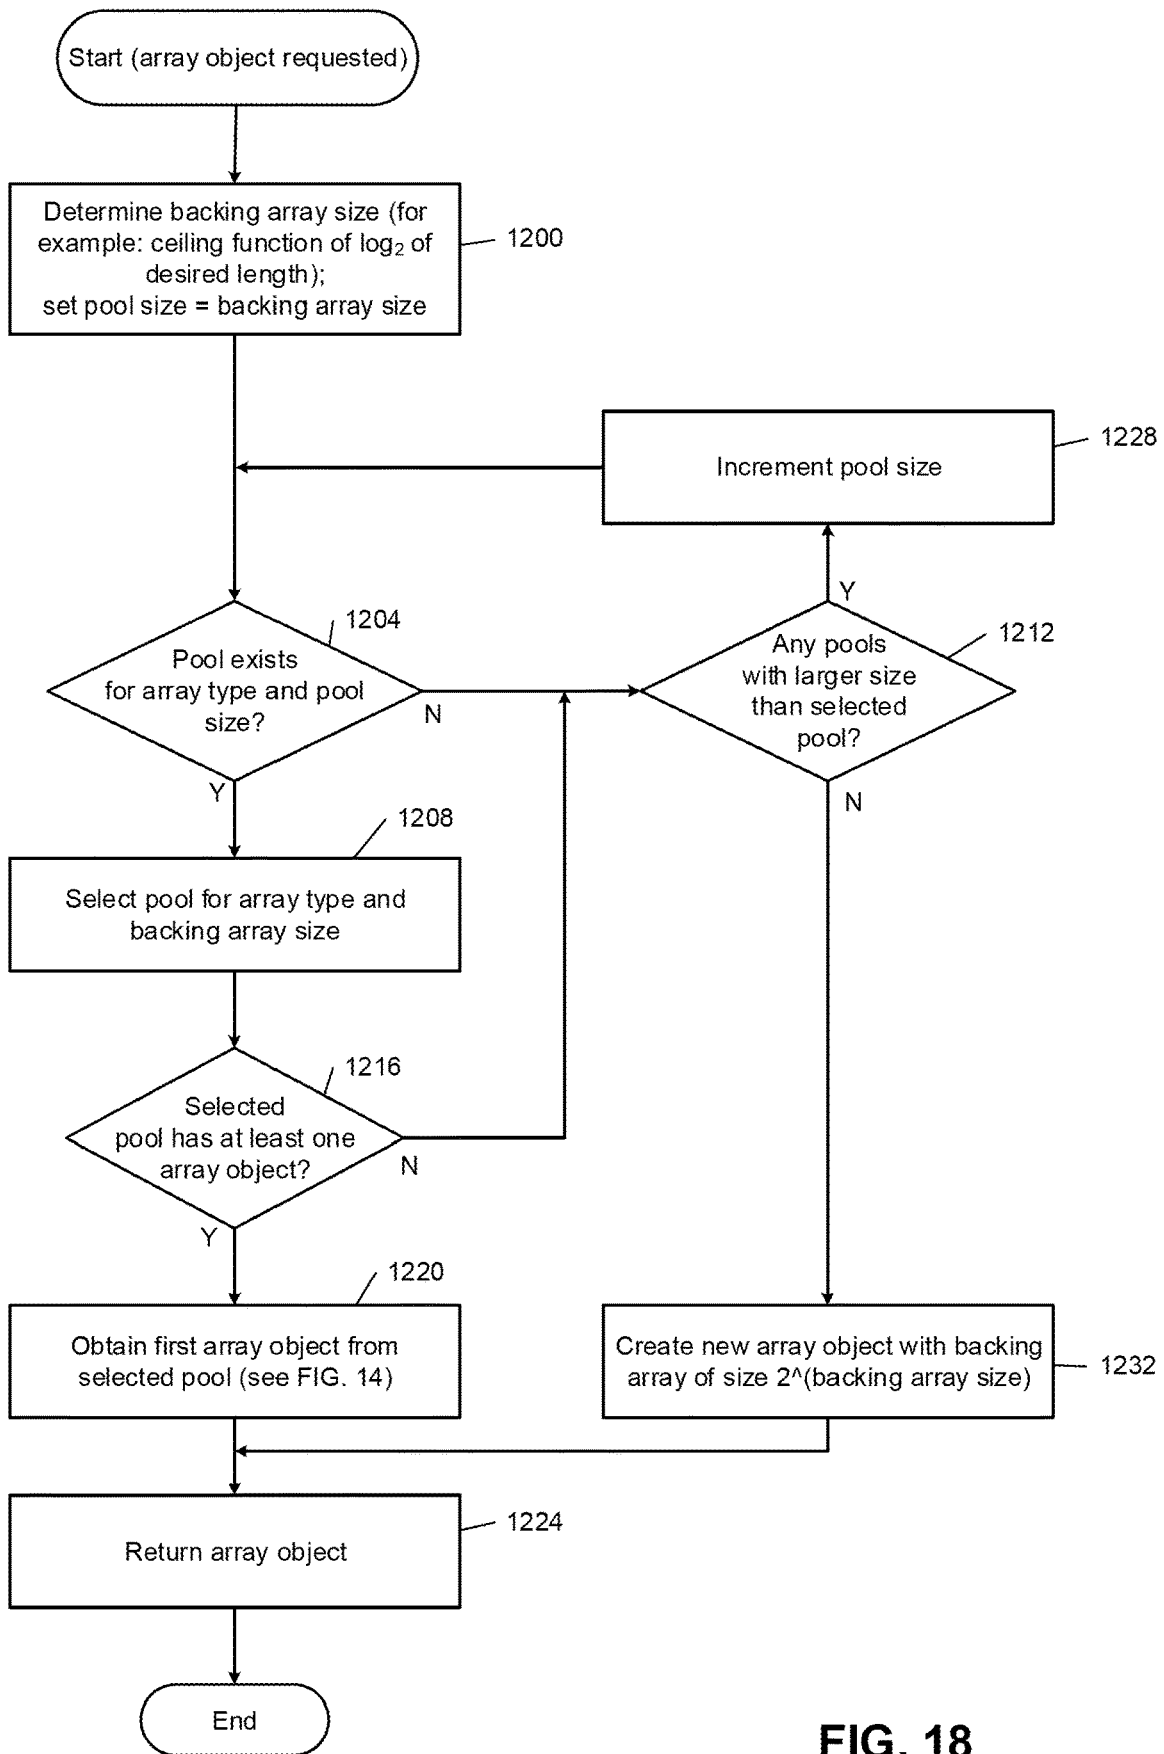 Start (array object requested)
Determine backing array size (for
example: ceiling function of log₂ of
desired length);
set pool size = backing array size
1200
1228
Increment pool size
Y
1204
Pool exists
for array type and pool
size?
N
Y
1212
Any pools
with larger size
than selected
pool?
N
1208
Select pool for array type and
backing array size
1216
Selected
pool has at least one
array object?
N
Y
1220
Obtain first array object from
selected pool (see FIG. 14)
Create new array object with backing
array of size 2^(backing array size)
1232
1224
Return array object
End
FIG. 18